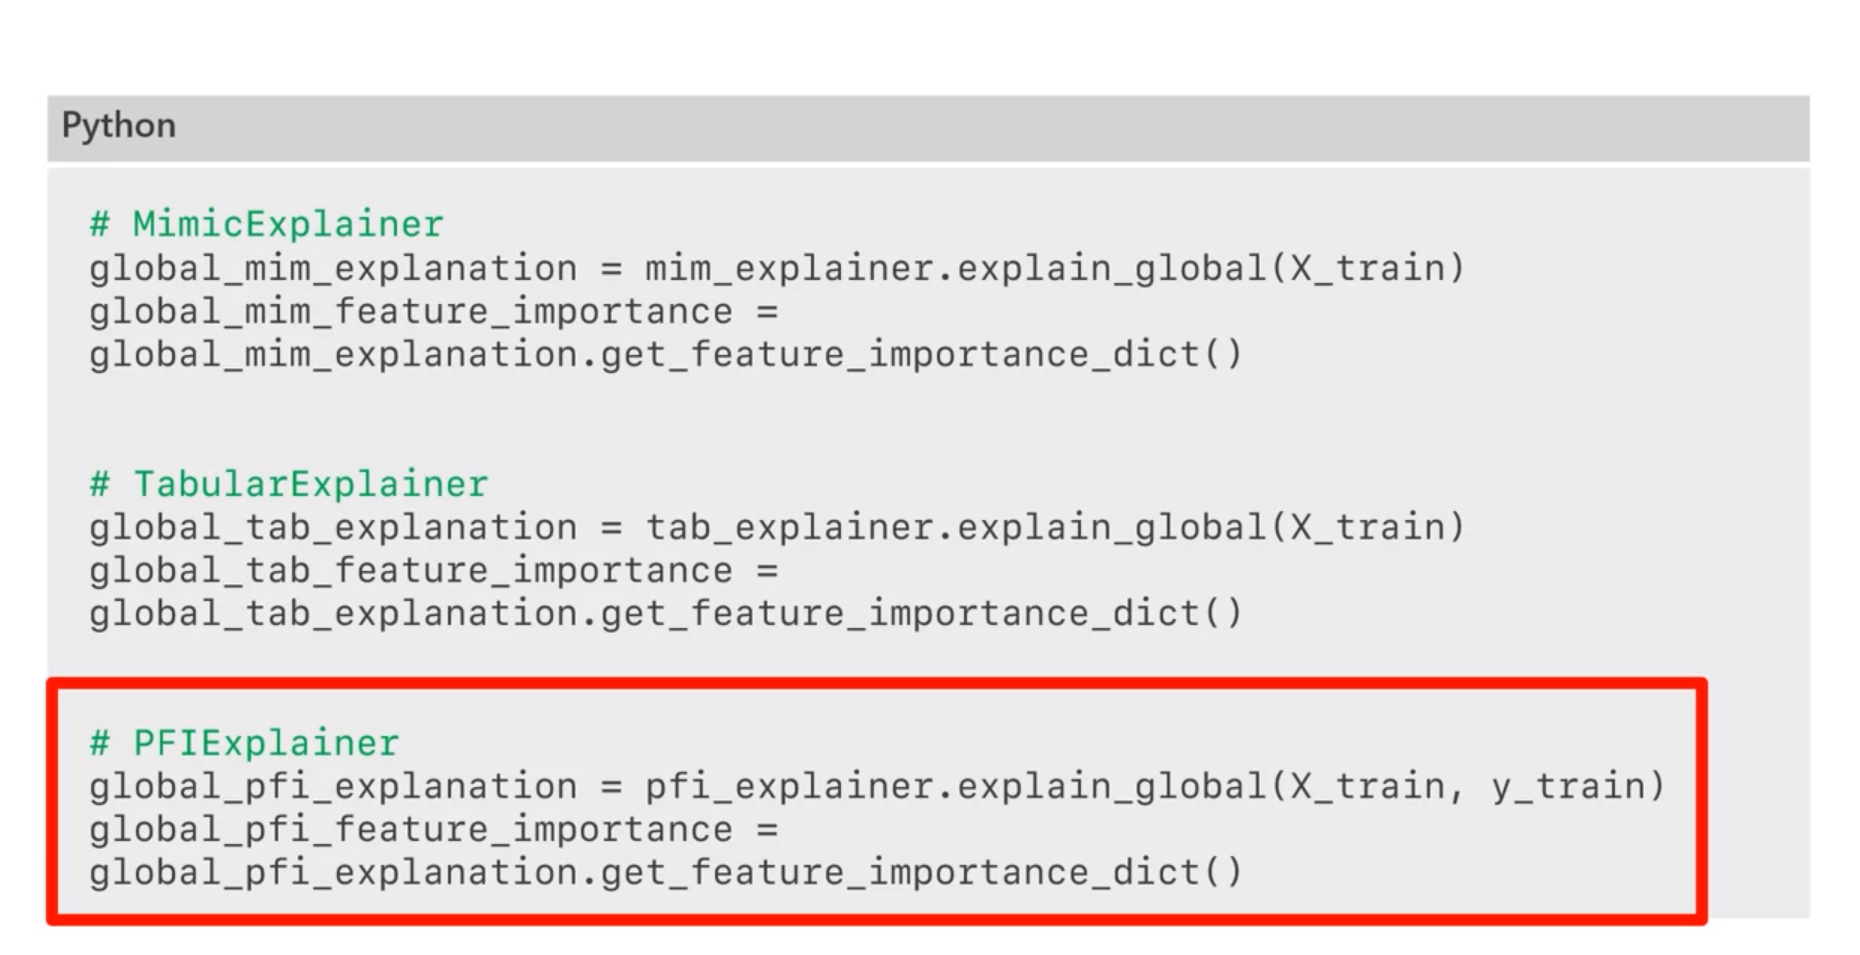 Python
# MimicExplainer
global_mim_explanation = mim_explainer.explain_global(X_train)
global_mim_feature_importance =
global_mim_explanation.get_feature_importance_dict()
# TabularExplainer
global_tab_explanation = tab_explainer.explain_global(X_train)
global_tab_feature_importance =
global_tab_explanation.get_feature_importance_dict()
# PFIExplainer
global_pfi_explanation = pfi_explainer.explain_global(X_train, y_train)
global_pfi_feature_importance =
global_pfi_explanation.get_feature_importance_dict()